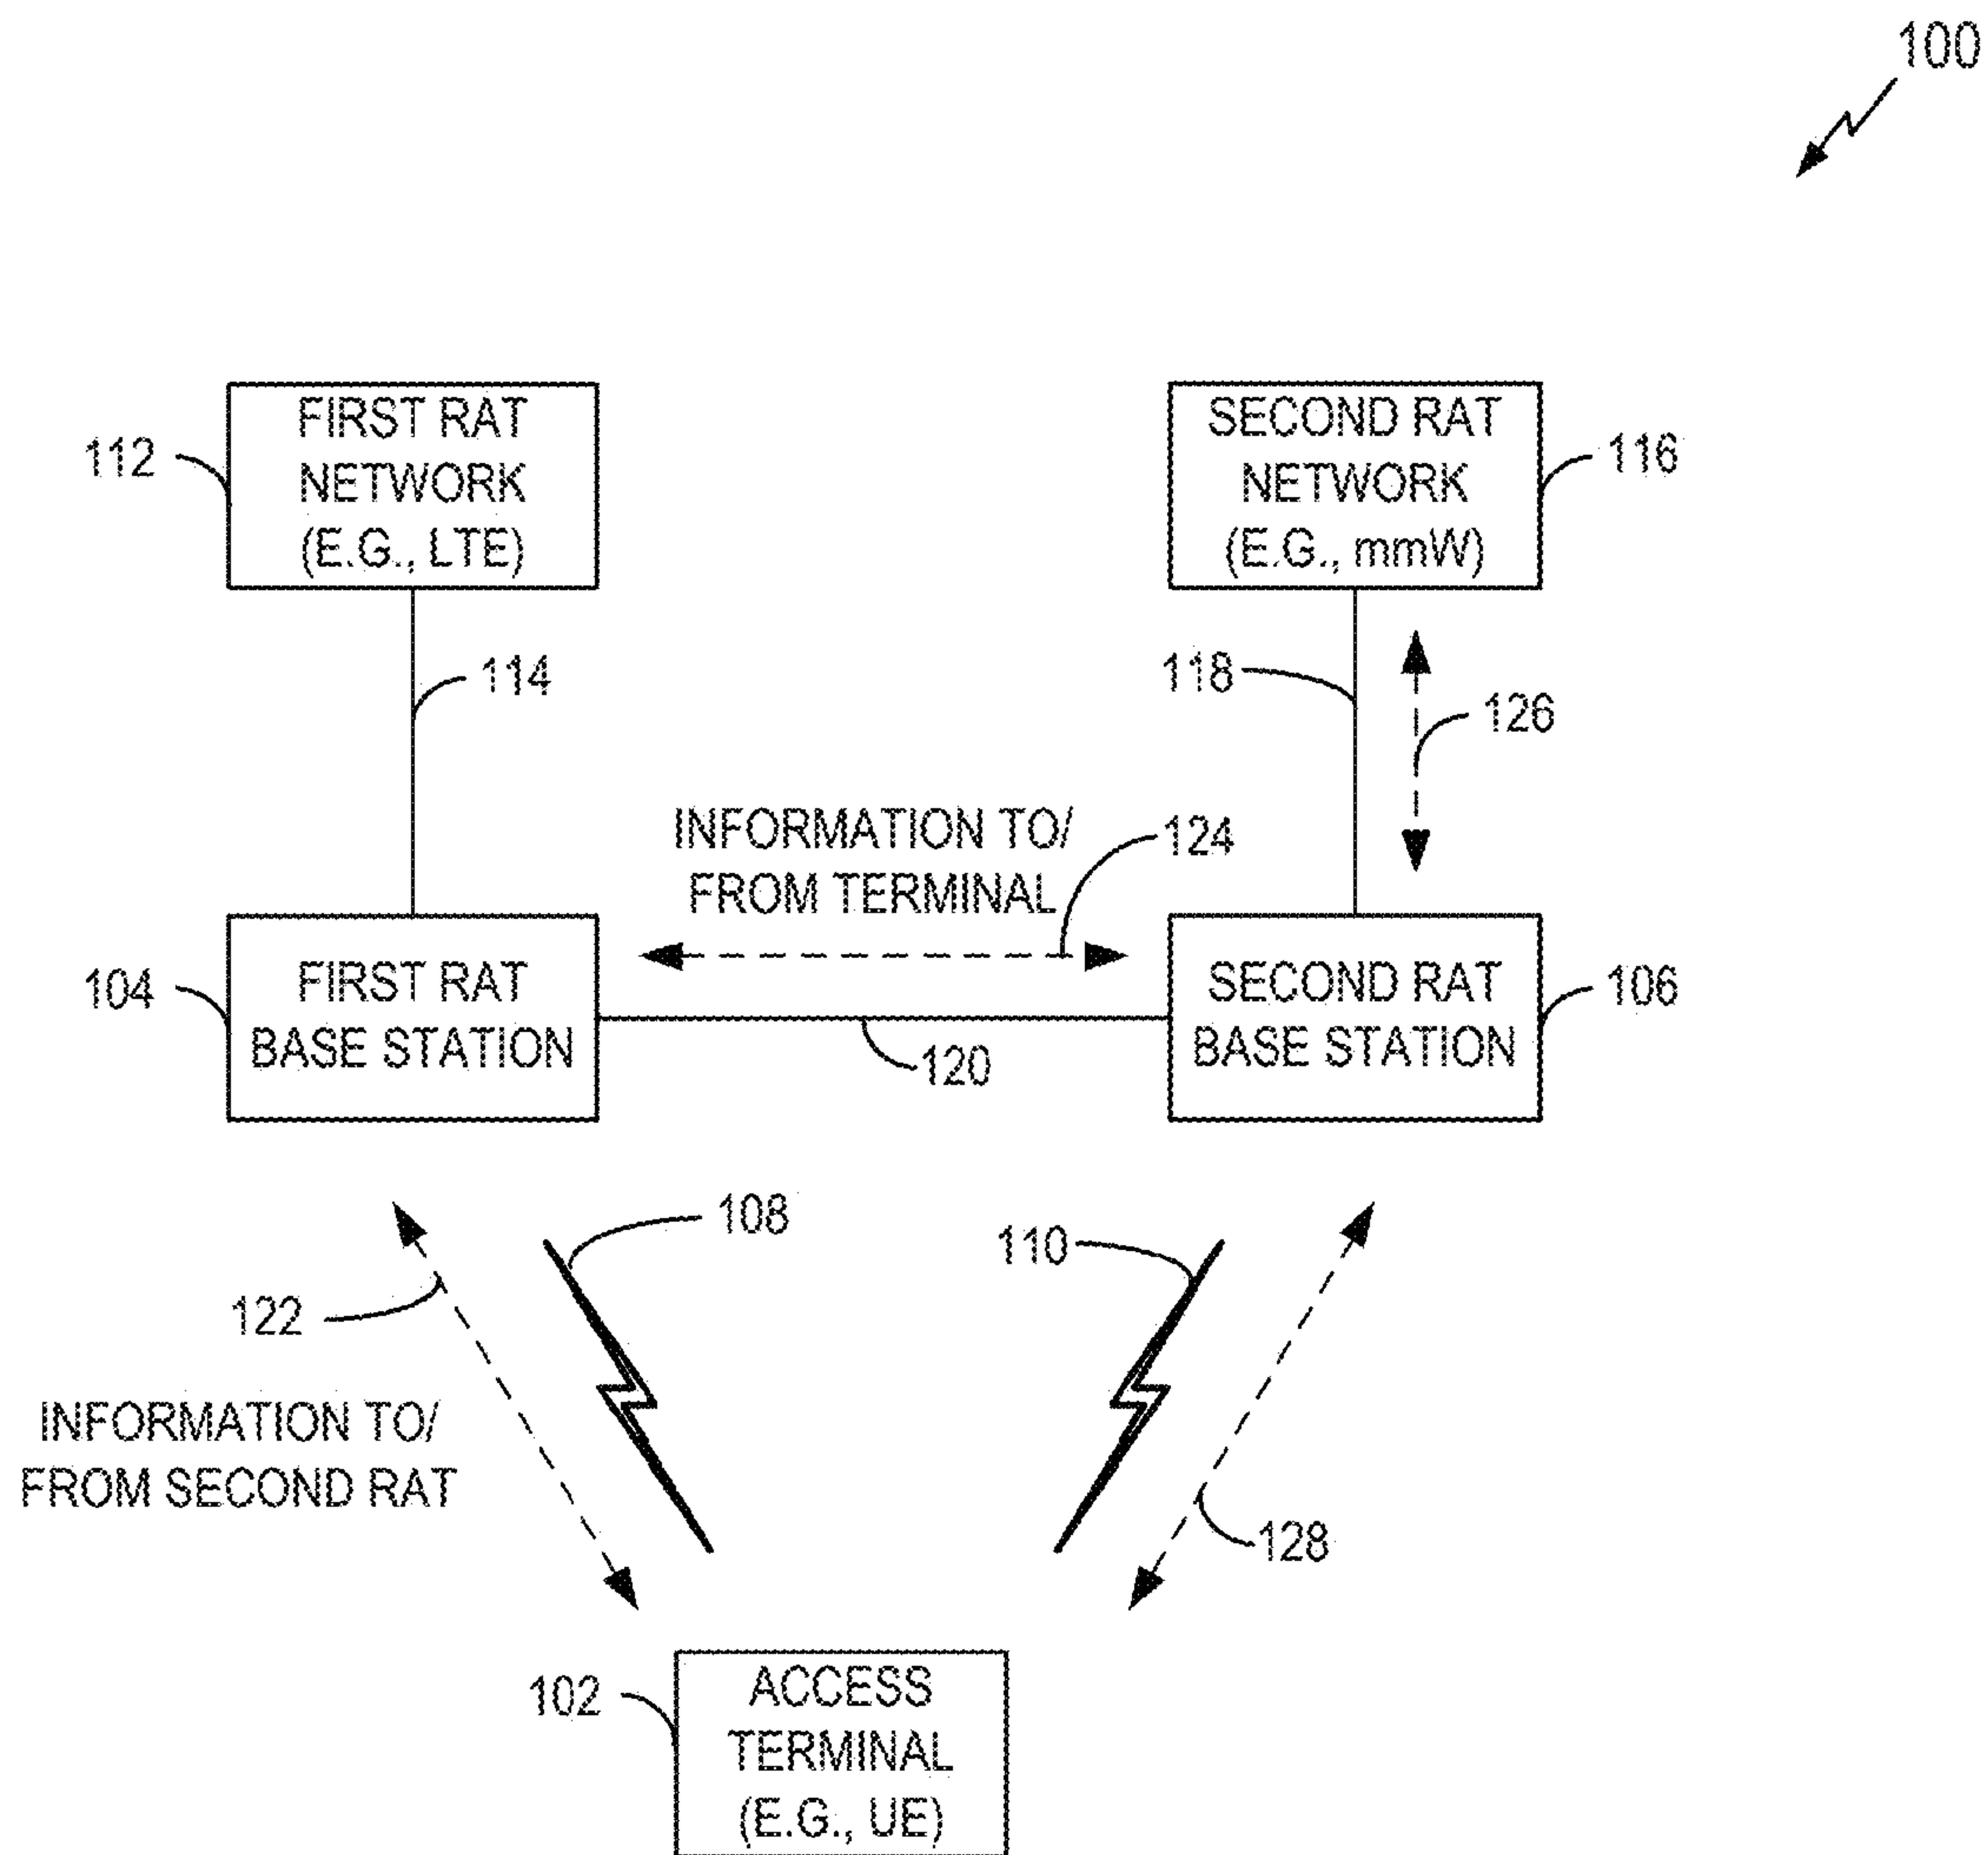 100
FIRST RAT
NETWORK
(E.G., LTE)
112
SECOND RAT
NETWORK
(E.G., mmW)
116
114
118
126
INFORMATION TO/
FROM TERMINAL
124
104
FIRST RAT
BASE STATION
SECOND RAT
BASE STATION
106
120
108
110
122
INFORMATION TO/
FROM SECOND RAT
128
102
ACCESS
TERMINAL
(E.G., UE)